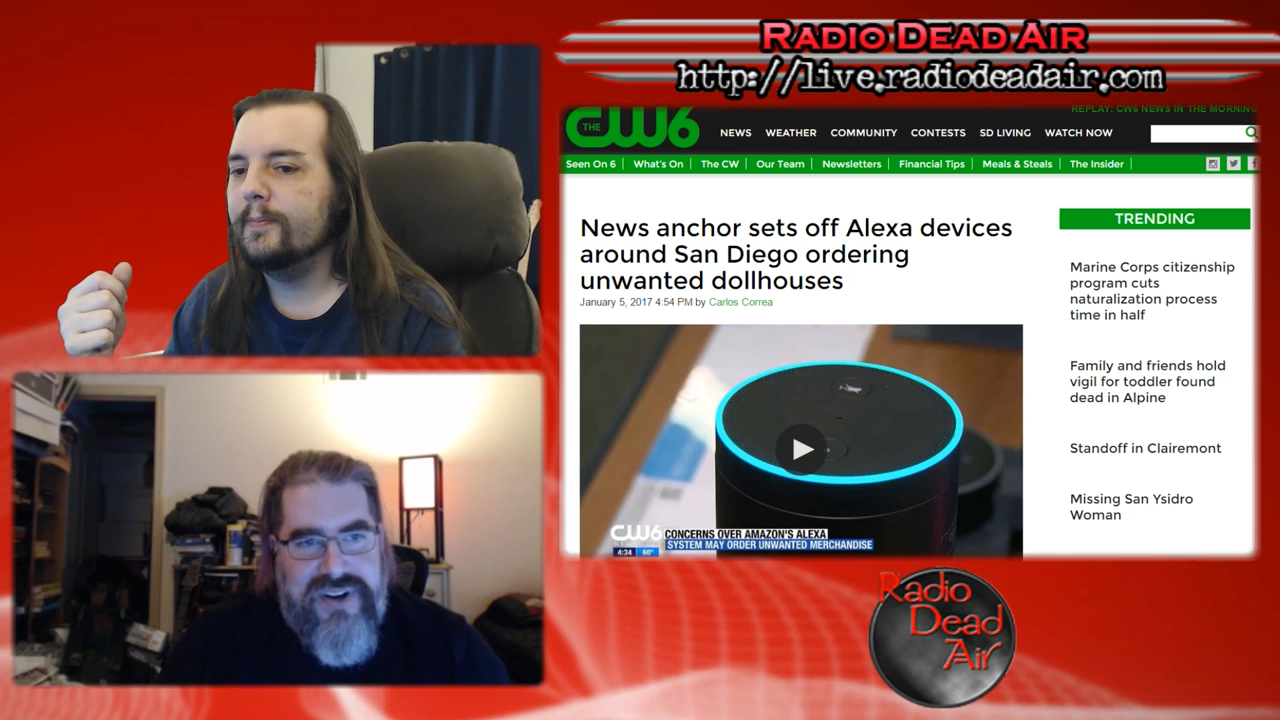 RADIO DEAD AIR
http://live.radiodeadair.com
REPLAY: CW6 NEWS IN THE MORNING
THE CW6
NEWS WEATHER COMMUNITY CONTESTS SD LIVING WATCH NOW
Seen On 6 What's On The CW Our Team Newsletters Financial Tips Meals & Steals The Insider
News anchor sets off Alexa devices
around San Diego ordering
unwanted dollhouses
January 5, 2017 4:54 PM by Carlos Correa
CW6
CONCERNS OVER AMAZON'S ALEXA
4:34 60° SYSTEM MAY ORDER UNWANTED MERCHANDISE
TRENDING
Marine Corps citizenship
program cuts
naturalization process
time in half
Family and friends hold
vigil for toddler found
dead in Alpine
Standoff in Clairemont
Missing San Ysidro
Woman
Radio
Dead
Air